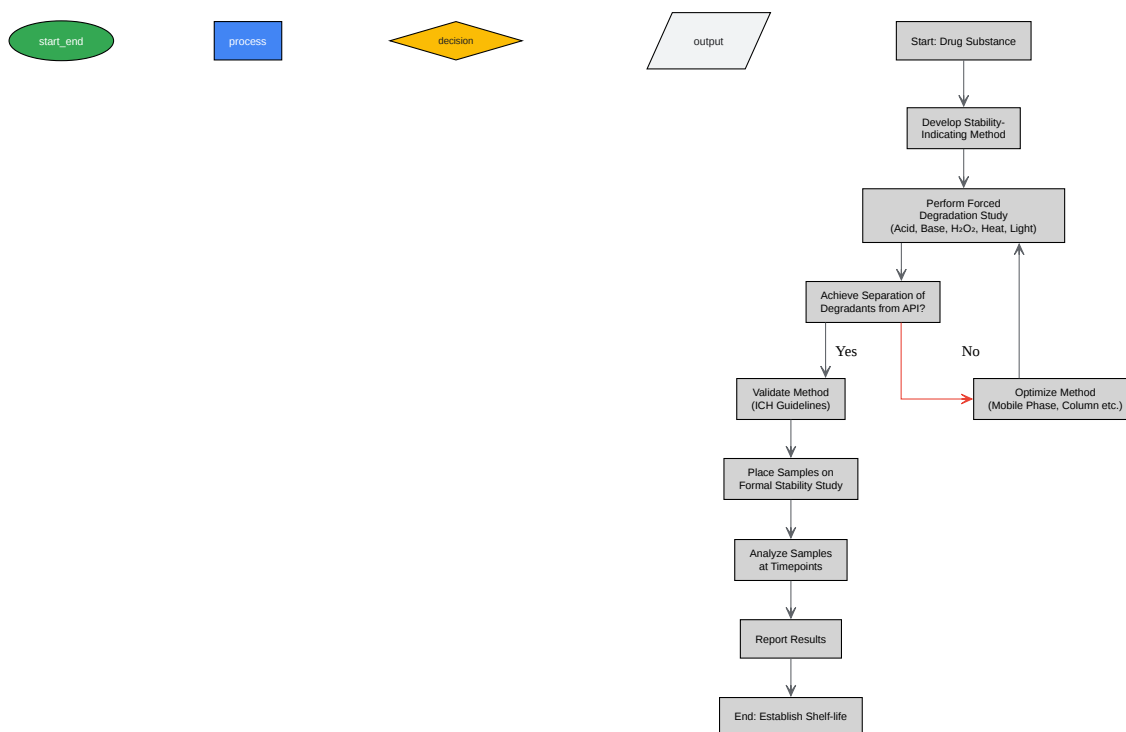 start_end
process
decision
output
Start: Drug Substance
Develop Stability-
Indicating Method
Perform Forced
Degradation Study
(Acid, Base, H₂O₂, Heat, Light)
Achieve Separation of
Degradants from API?
Yes
No
Validate Method
(ICH Guidelines)
Optimize Method
(Mobile Phase, Column etc.)
Place Samples on
Formal Stability Study
Analyze Samples
at Timepoints
Report Results
End: Establish Shelf-life